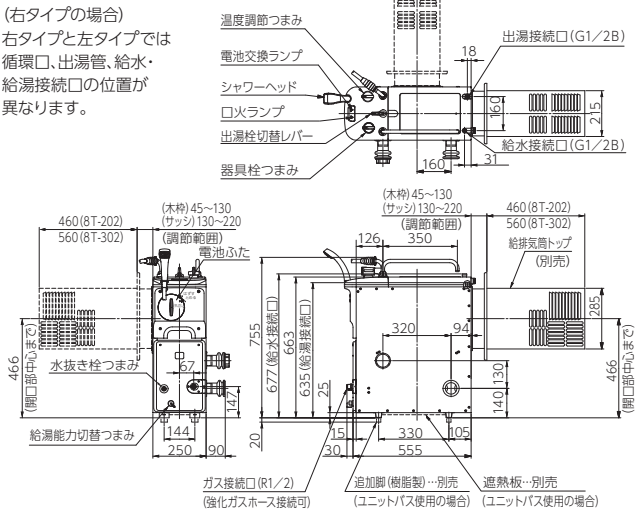 (右タイプの場合)
右タイプと左タイプでは
循環口、出湯管、給水・
給湯接続口の位置が
異なります。
温度調節つまみ
電池交換ランプ
シャワーヘッド
口火ランプ
出湯栓切替レバー
器具栓つまみ
18
出湯接続口(G1/2B)
160
215
給水接続口(G1/2B)
160
31
460(8T-202)
560(8T-302)
(木枠)45~130
(サッシ)130~220
(調節範囲)
電池ふた
466
(開口部中心まで)
水抜き栓つまみ
67
147
給湯能力切替つまみ
144
250
90
(木枠)45~130
(サッシ)130~220
(調節範囲)
460(8T-202)
560(8T-302)
給排気筒トップ
(別売)
126
350
755
677(給水接続口)
663
635(給湯接続口)
320
94
285
466
(開口部中心まで)
130
140
25
20
15
30
330
105
555
ガス接続口(R1/2)
(強化ガスホース接続可)
追加脚(樹脂製)…別売
(ユニットバス使用の場合)
遮熱板…別売
(ユニットバス使用の場合)